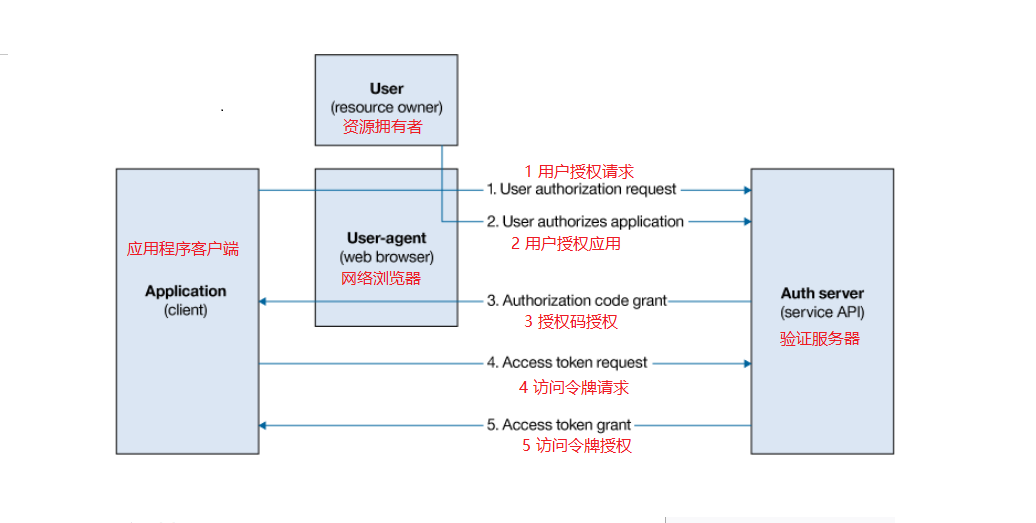 User
(resource owner)
资源拥有者
1 用户授权请求
1. User authorization request
2. User authorizes application
2 用户授权应用
User-agent
(web browser)
网络浏览器
应用程序客户端
Application
(client)
3. Authorization code grant
3 授权码授权
Auth server
(service API)
验证服务器
4. Access token request
4 访问令牌请求
5. Access token grant
5 访问令牌授权